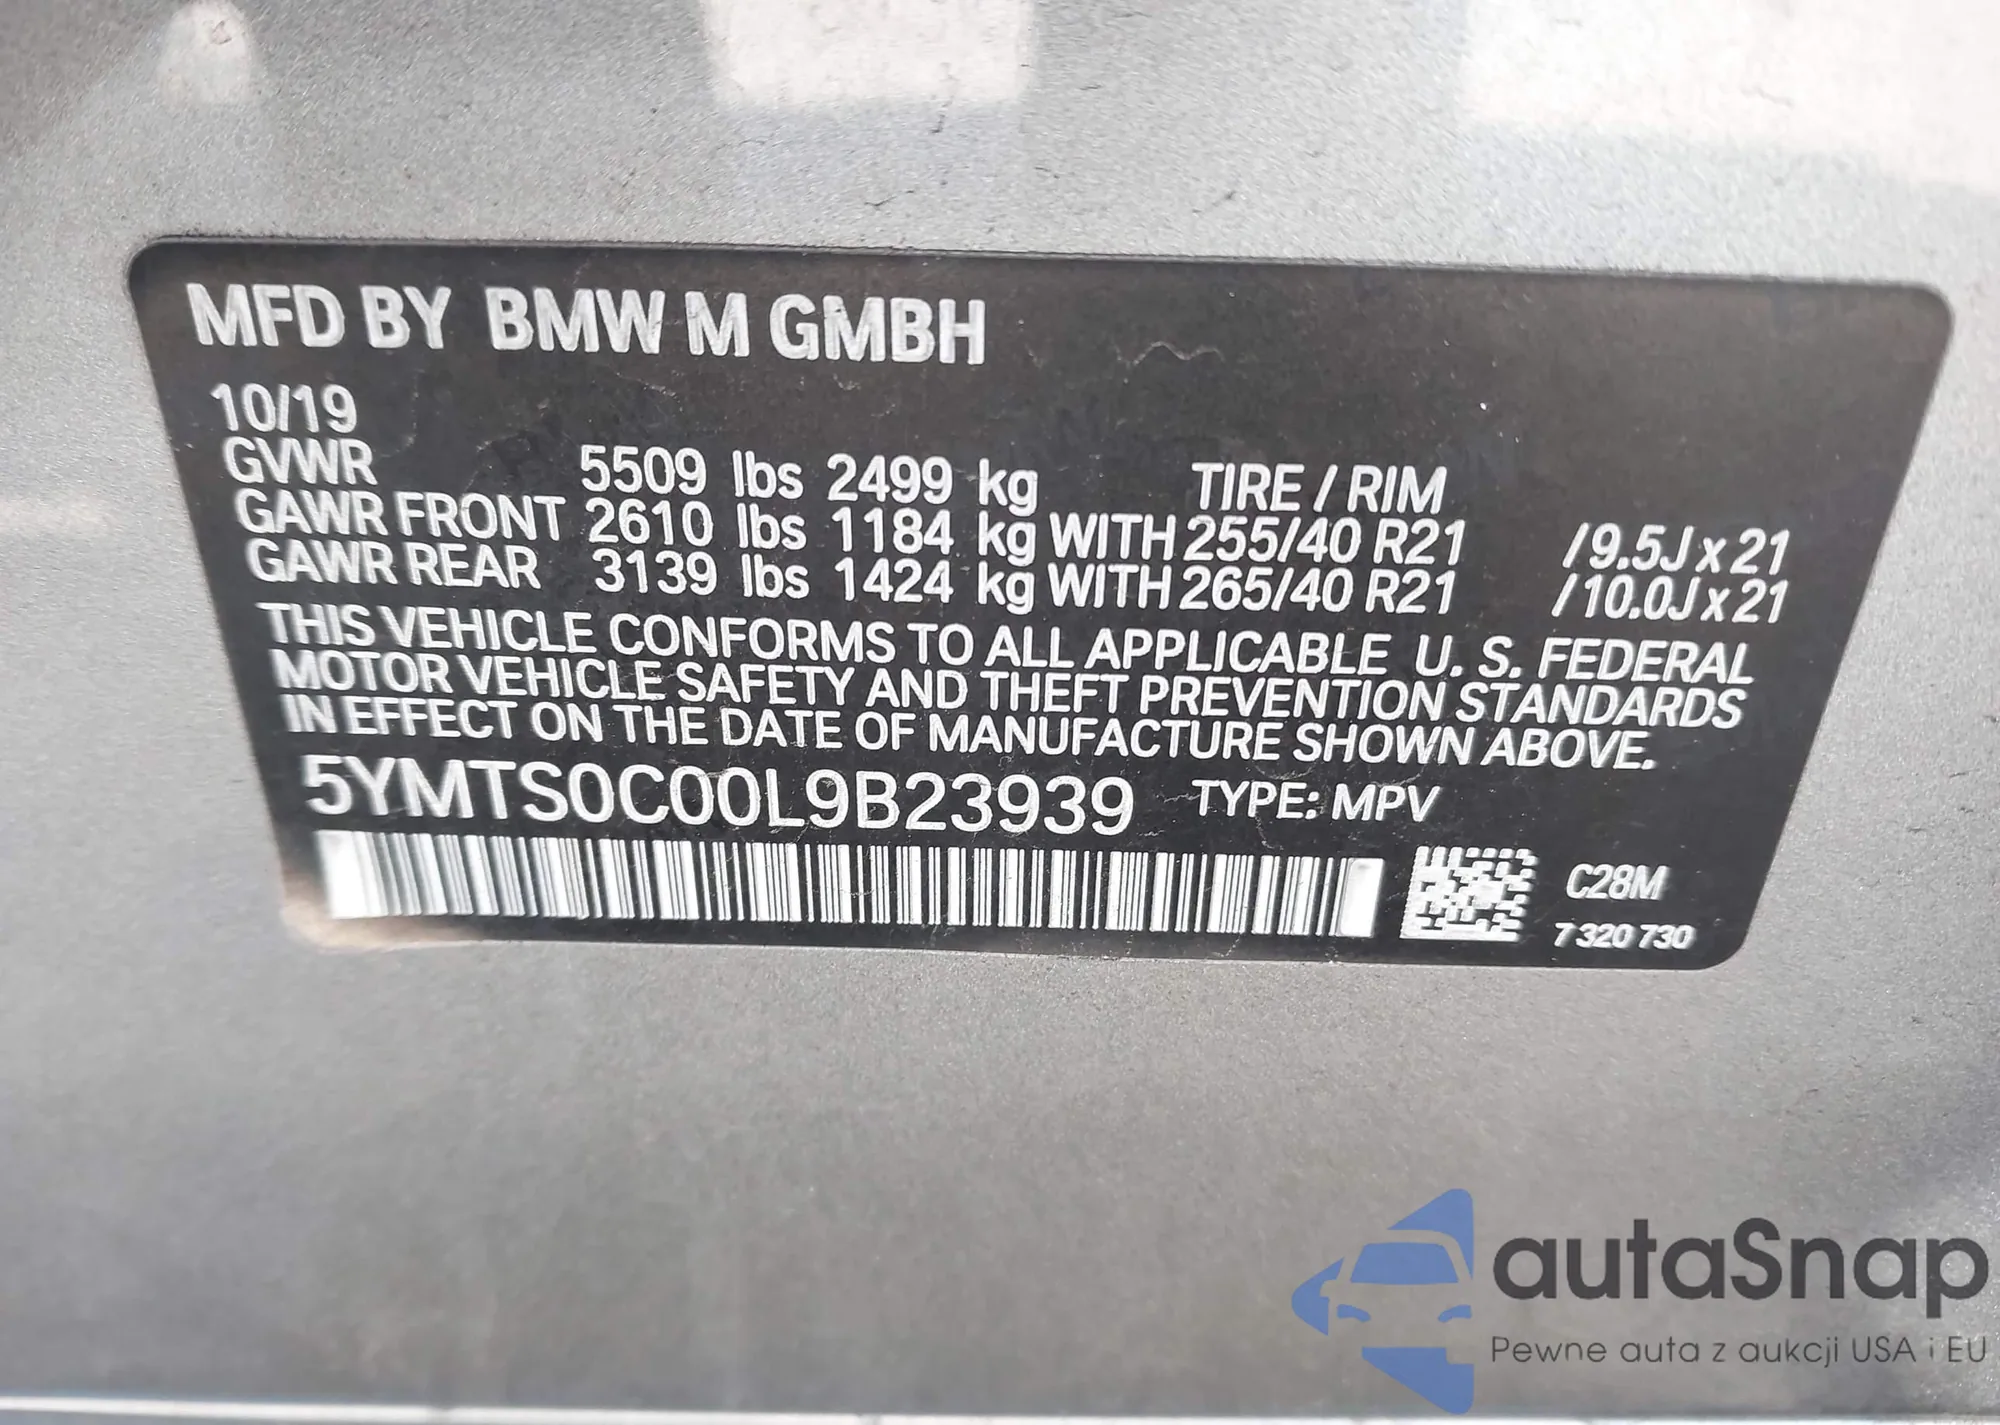 MFD BY BMW M GMBH
10/19
GVWR 5509 lbs 2499 kg TIRE / RIM
GAWR FRONT 2610 lbs 1184 kg WITH 255/40 R21 /9.5J x 21
GAWR REAR 3139 lbs 1424 kg WITH 265/40 R21 /10.0J x 21
THIS VEHICLE CONFORMS TO ALL APPLICABLE U. S. FEDERAL
MOTOR VEHICLE SAFETY AND THEFT PREVENTION STANDARDS
IN EFFECT ON THE DATE OF MANUFACTURE SHOWN ABOVE.
5YMTS0C00L9B23939 TYPE: MPV
C28M
7 320 730
autaSnap
Pewne auta z aukcji USA i EU